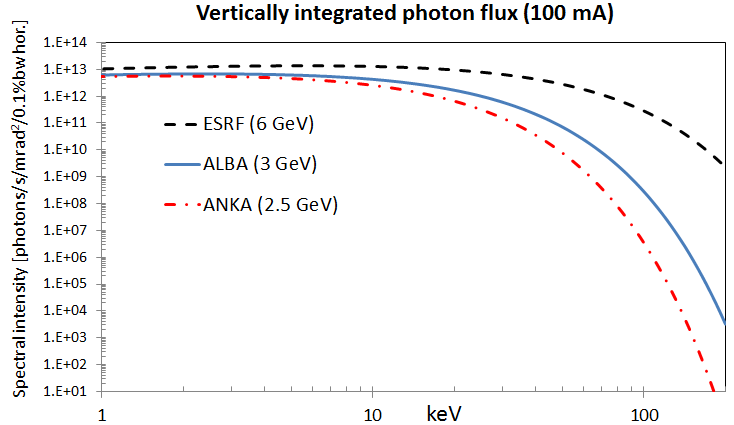 Vertically integrated photon flux (100 mA)
Spectral intensity [photons/s/mrad²/0.1%bw hor.]
1.E+14
1.E+13
1.E+12
1.E+11
1.E+10
1.E+09
1.E+08
1.E+07
1.E+06
1.E+05
1.E+04
1.E+03
1.E+02
1.E+01
ESRF (6 GeV)
ALBA (3 GeV)
ANKA (2.5 GeV)
1
10
keV
100